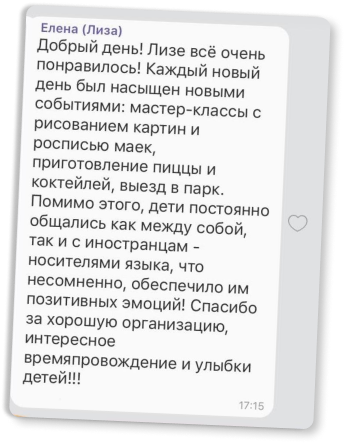 Елена (Лиза)
Добрый день! Лизе всё очень
понравилось! Каждый новый
день был насыщен новыми
событиями: мастер-классы с
рисованием картин и
росписью маек,
приготовление пиццы и
коктейлей, выезд в парк.
Помимо этого, дети постоянно
общались как между собой,
так и с иностранцам -
носителями языка, что
несомненно, обеспечило им
позитивных эмоций! Спасибо
за хорошую организацию,
интересное
времяпровождение и улыбки
детей!!!
17:15